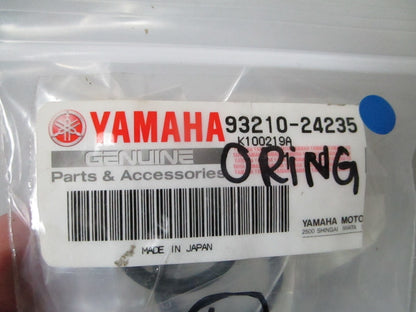 YAMAHA 93210-24235
K100219A
GENUINE
Parts & Accessories
ORiNG
YAMAHA MOTO
2500 SHINGAI IWATA
MADE IN JAPAN